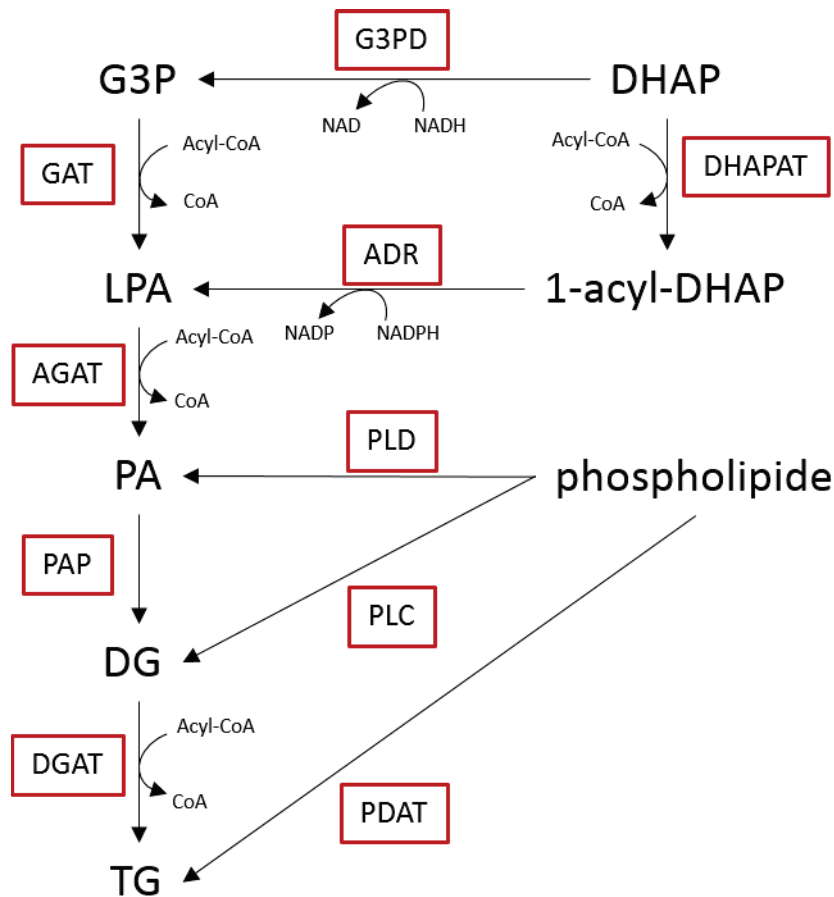 G3PD
G3P
DHAP
NAD
NADH
Acyl-CoA
Acyl-CoA
GAT
DHAPAT
CoA
CoA
ADR
LPA
1-acyl-DHAP
NADP
NADPH
Acyl-CoA
AGAT
CoA
PLD
PA
phospholipide
PAP
PLC
DG
Acyl-CoA
DGAT
CoA
PDAT
TG